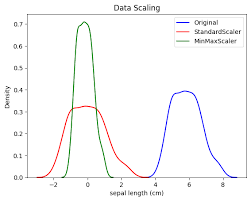 Data Scaling
Original
StandardScaler
MinMaxScaler
Density
0.7
0.6
0.5
0.4
0.3
0.2
0.1
0.0
−2
0
2
4
6
8
sepal length (cm)